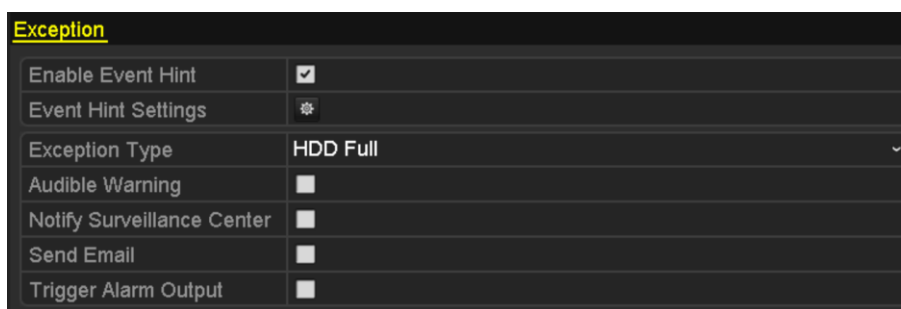 Exception
Enable Event Hint
Event Hint Settings
Exception Type HDD Full
Audible Warning
Notify Surveillance Center
Send Email
Trigger Alarm Output